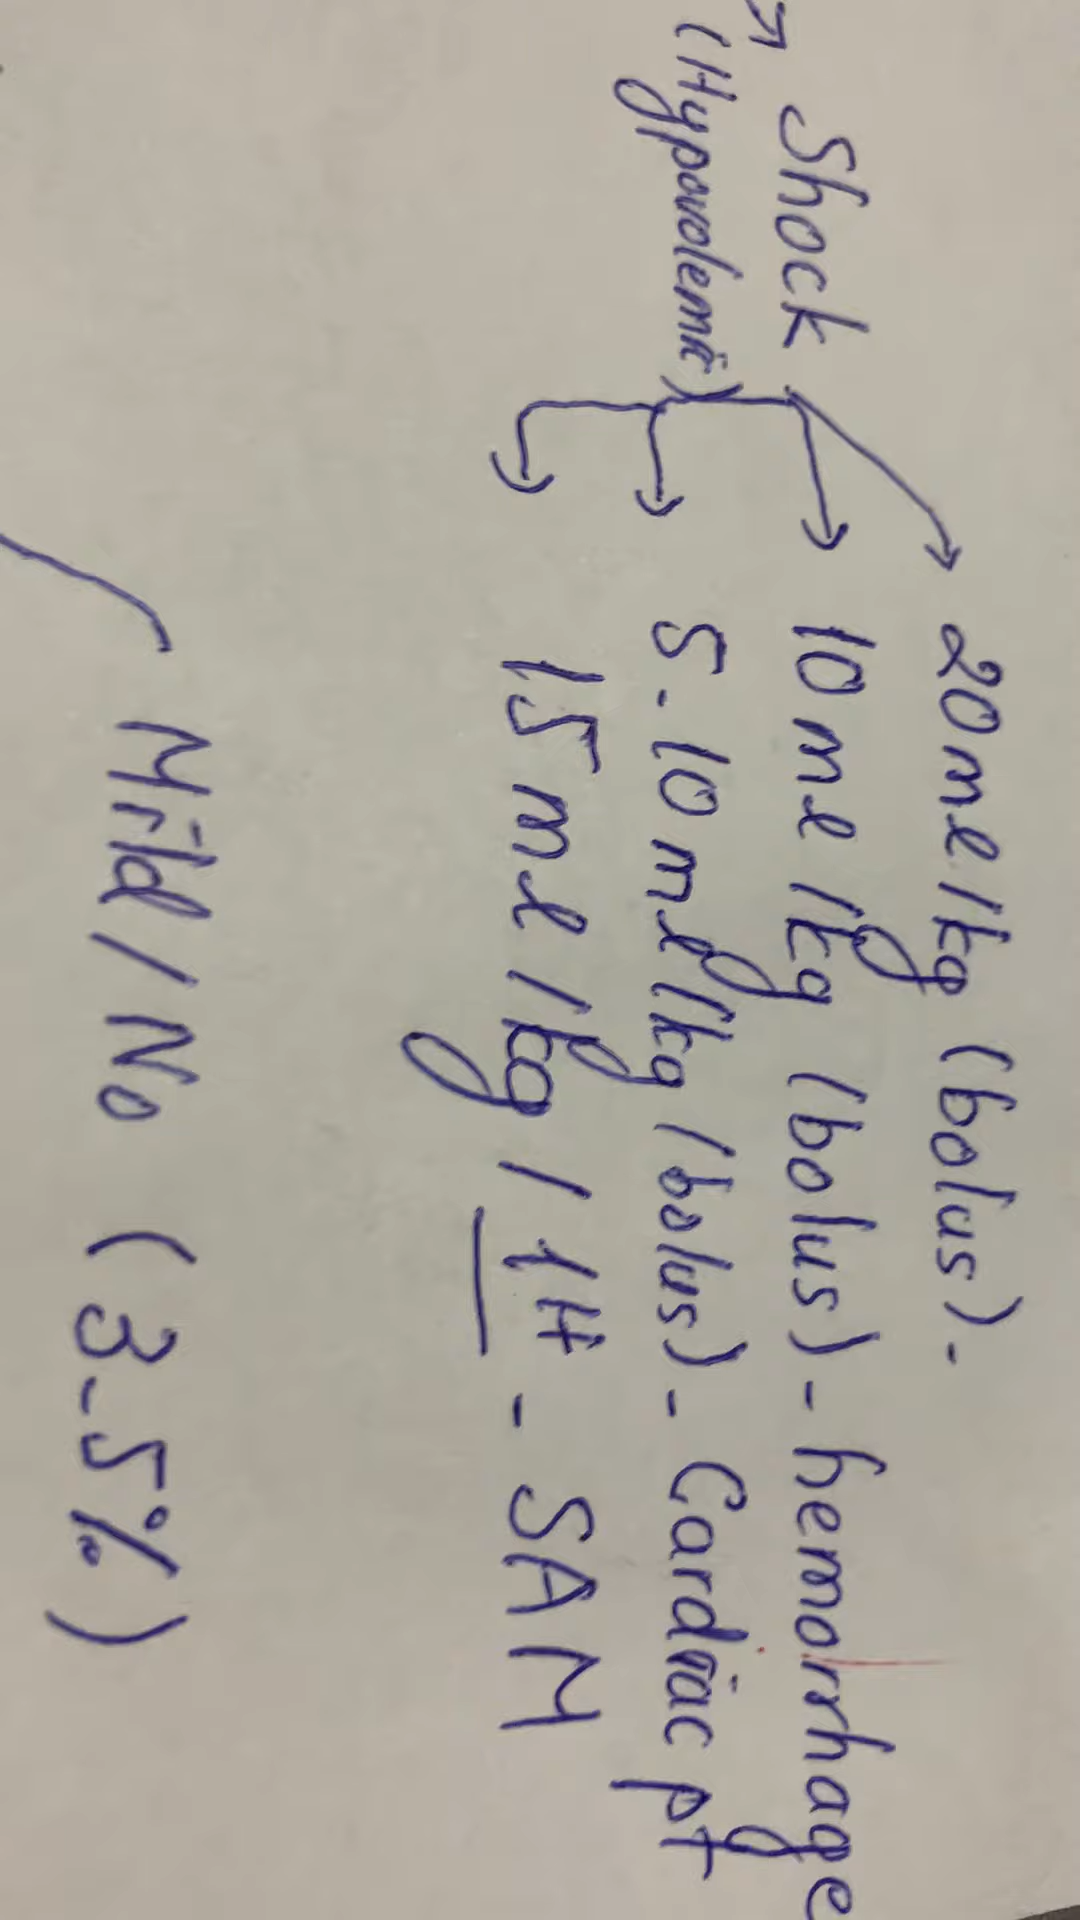 20 ml/kg (bolus) -
Shock → 10 ml/kg (bolus) - hemorrhage
(Hypovolemic) → 5-10 ml/kg (bolus) - Cardiac pt
→ 15 ml/kg/1H - SAM
Mild/No (3-5%)